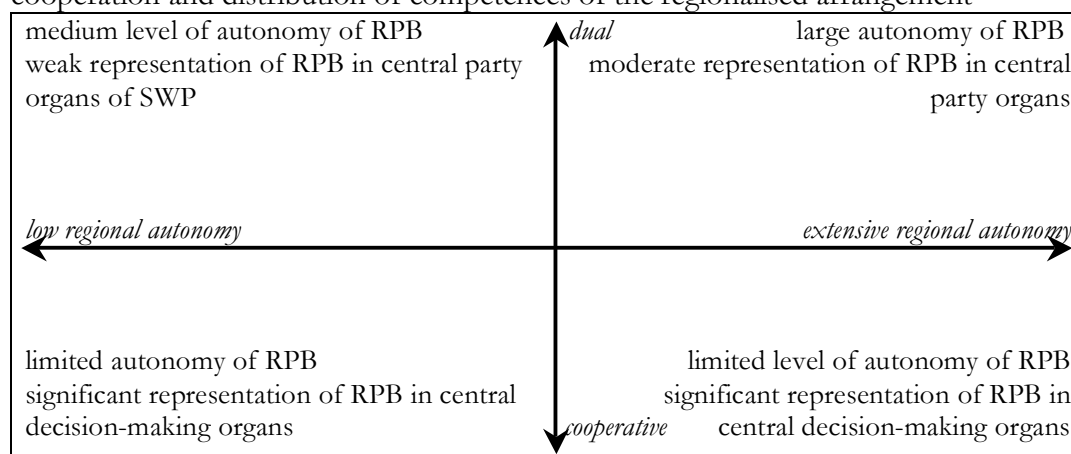 cooperation and distribution of competences of the regionalised arrangement
medium level of autonomy of RPB
weak representation of RPB in central party
organs of SWP
dual
large autonomy of RPB
moderate representation of RPB in central
party organs
low regional autonomy
extensive regional autonomy
limited autonomy of RPB
significant representation of RPB in central
decision-making organs
cooperative
limited level of autonomy of RPB
significant representation of RPB in
central decision-making organs